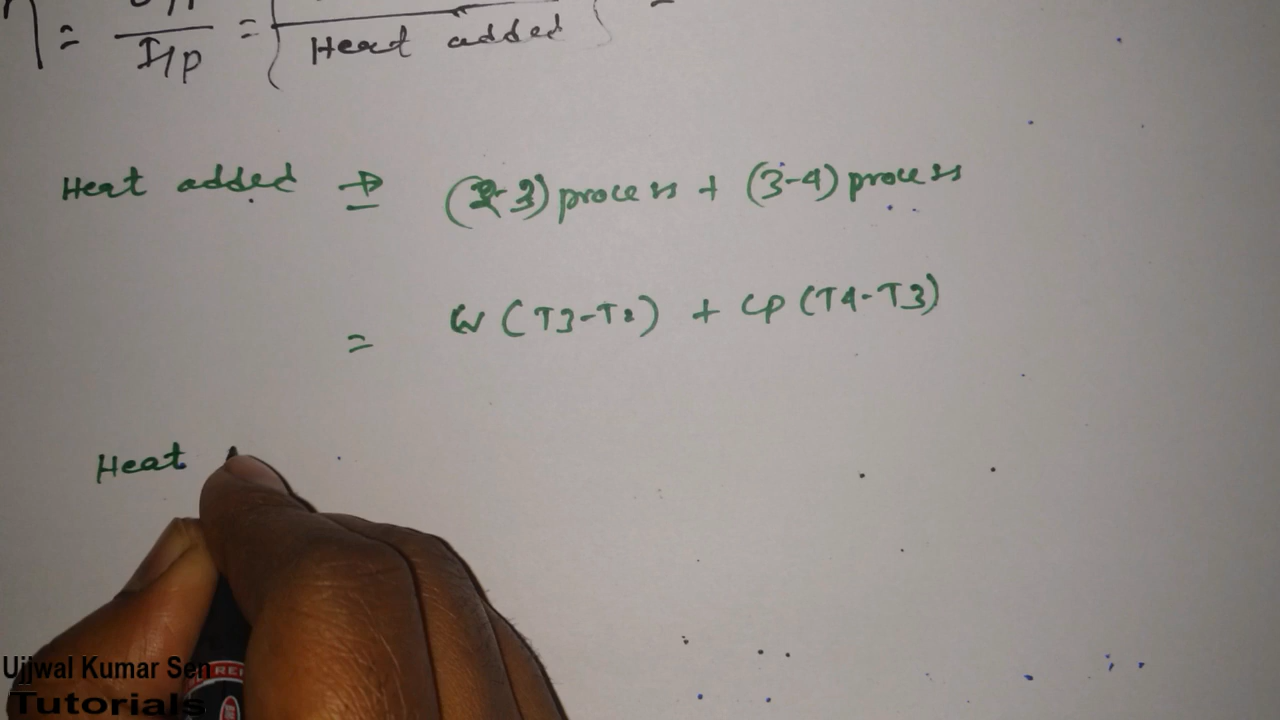 η = O/P / I/P = { / Heat added } =
Heat added ⇒ (2-3) process + (3-4) process
= Cv (T3-T2) + Cp (T4-T3)
Heat
Ujjwal Kumar Sen
Tutorials